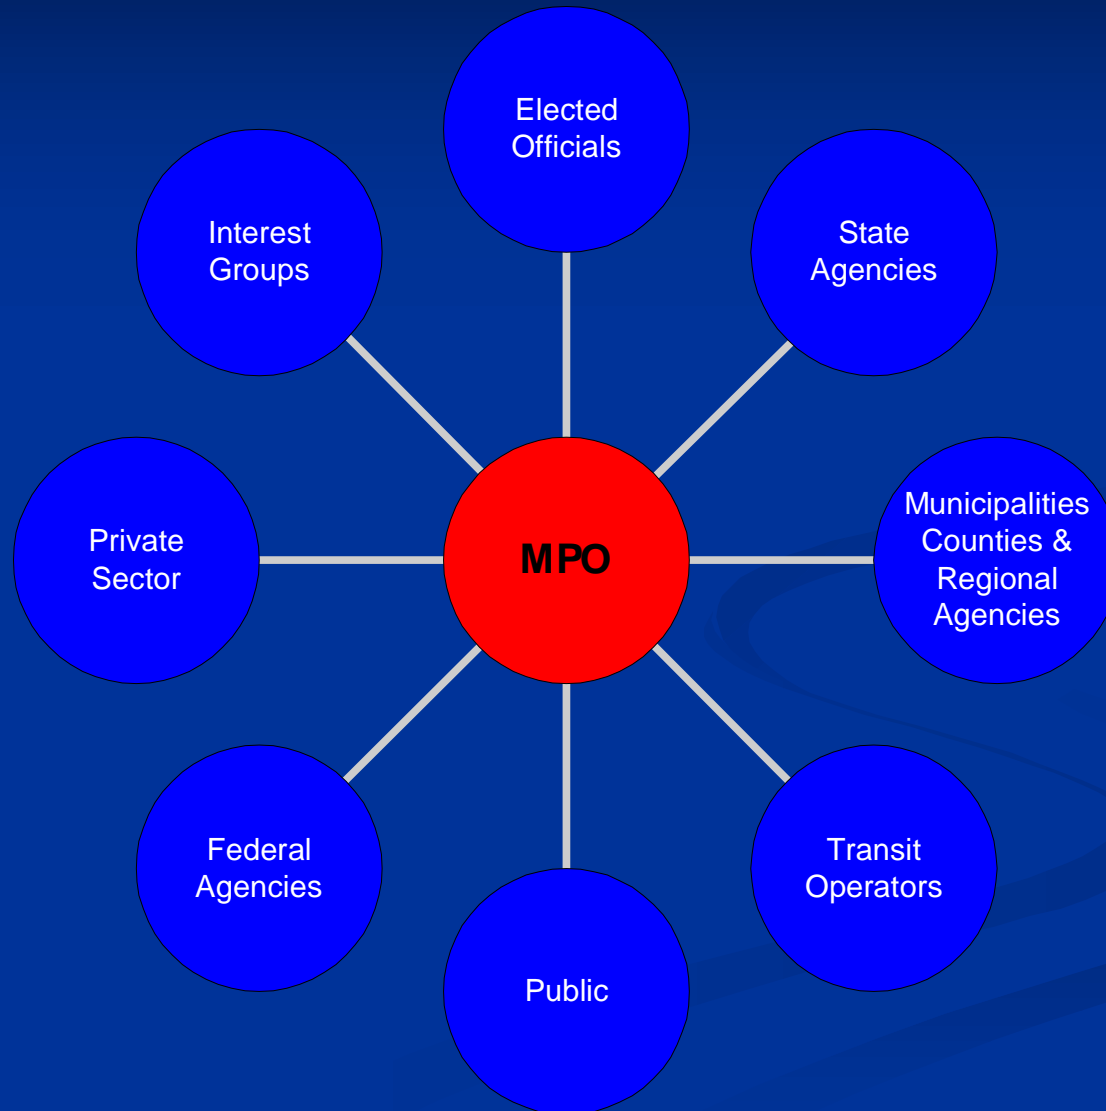 Elected
Officials
Interest
Groups
State
Agencies
Private
Sector
MPO
Municipalities
Counties &
Regional
Agencies
Federal
Agencies
Transit
Operators
Public